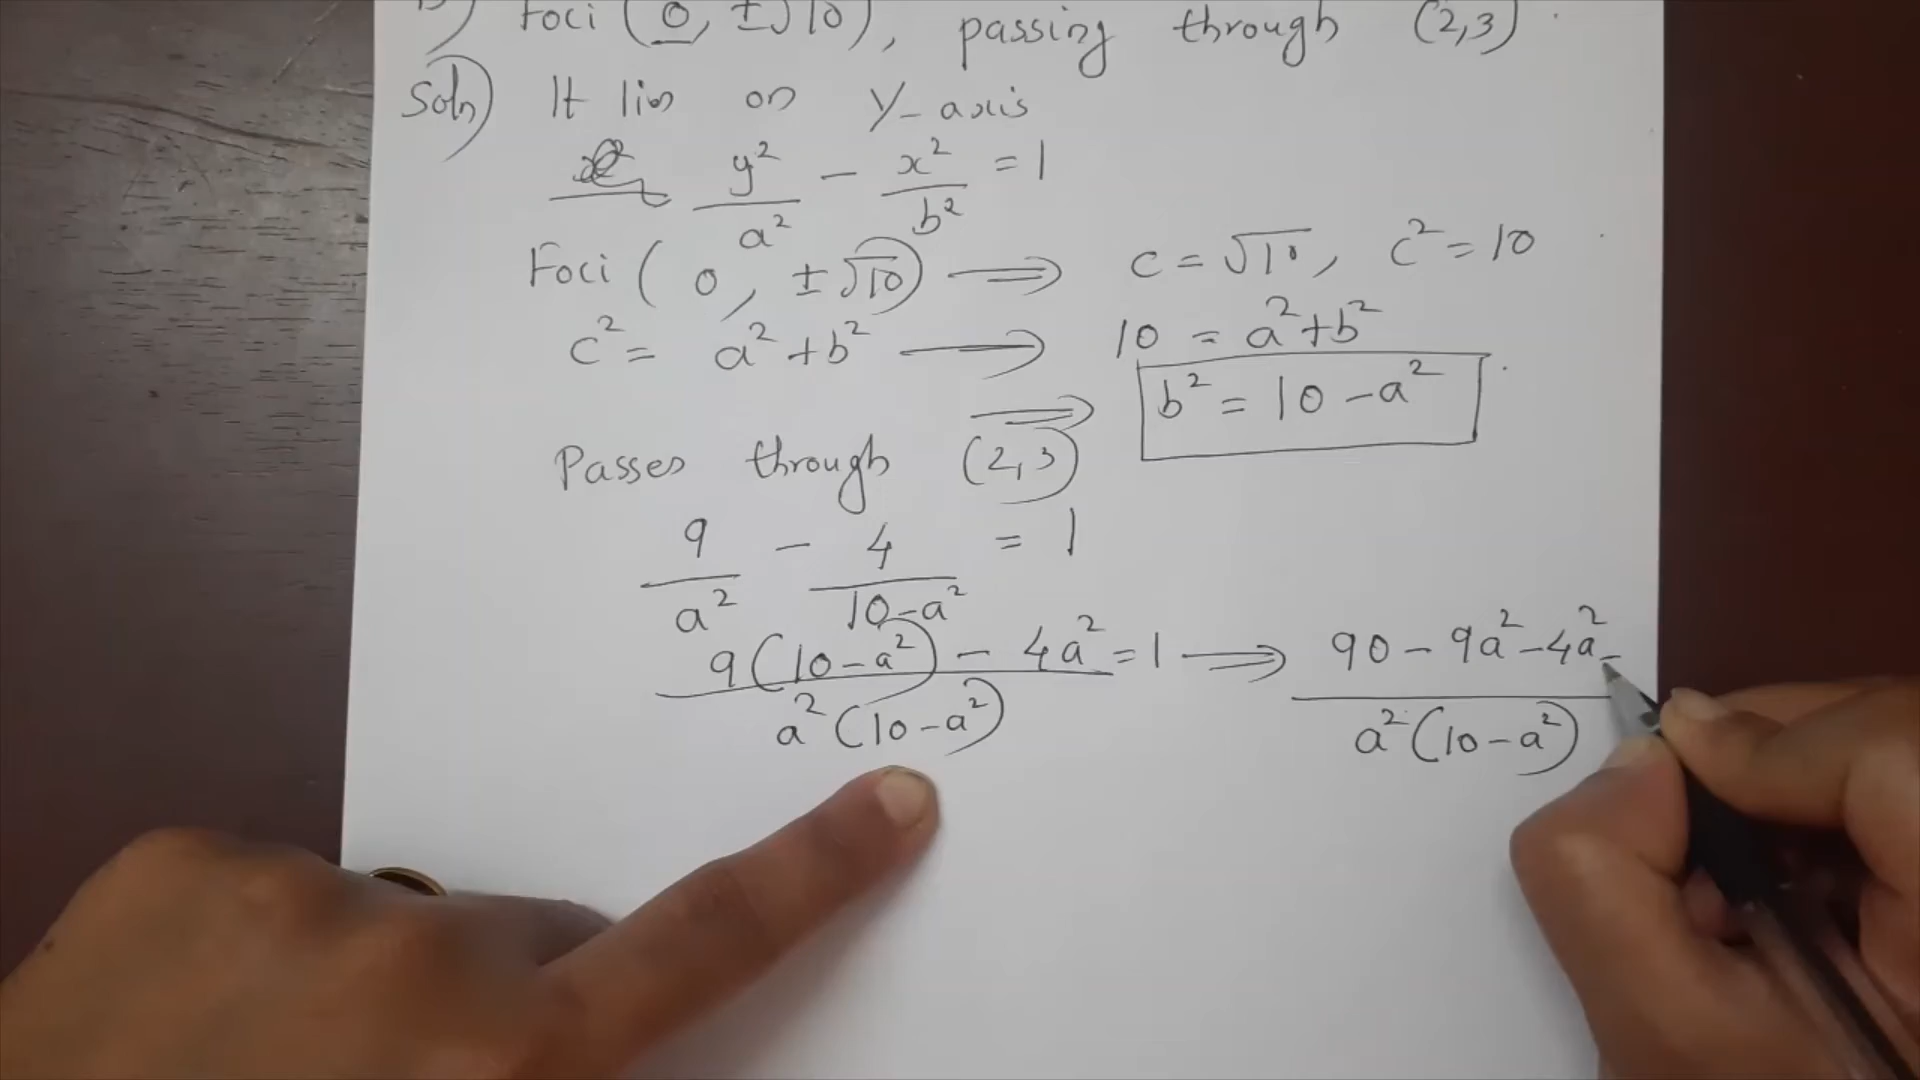 Foci (0, ±√10), passing through (2,3)
Soln) It lies on Y-axis
y²/a² - x²/b² = 1
Foci (0, ±√10) ⟶ c = √10, c² = 10
c² = a²+b² ⟶ 10 = a²+b²
⟹ b² = 10-a²
Passes through (2,3)
9/a² - 4/10-a² = 1
9(10-a²) - 4a²/a²(10-a²) = 1 ⟹ 90-9a²-4a²/a²(10-a²)